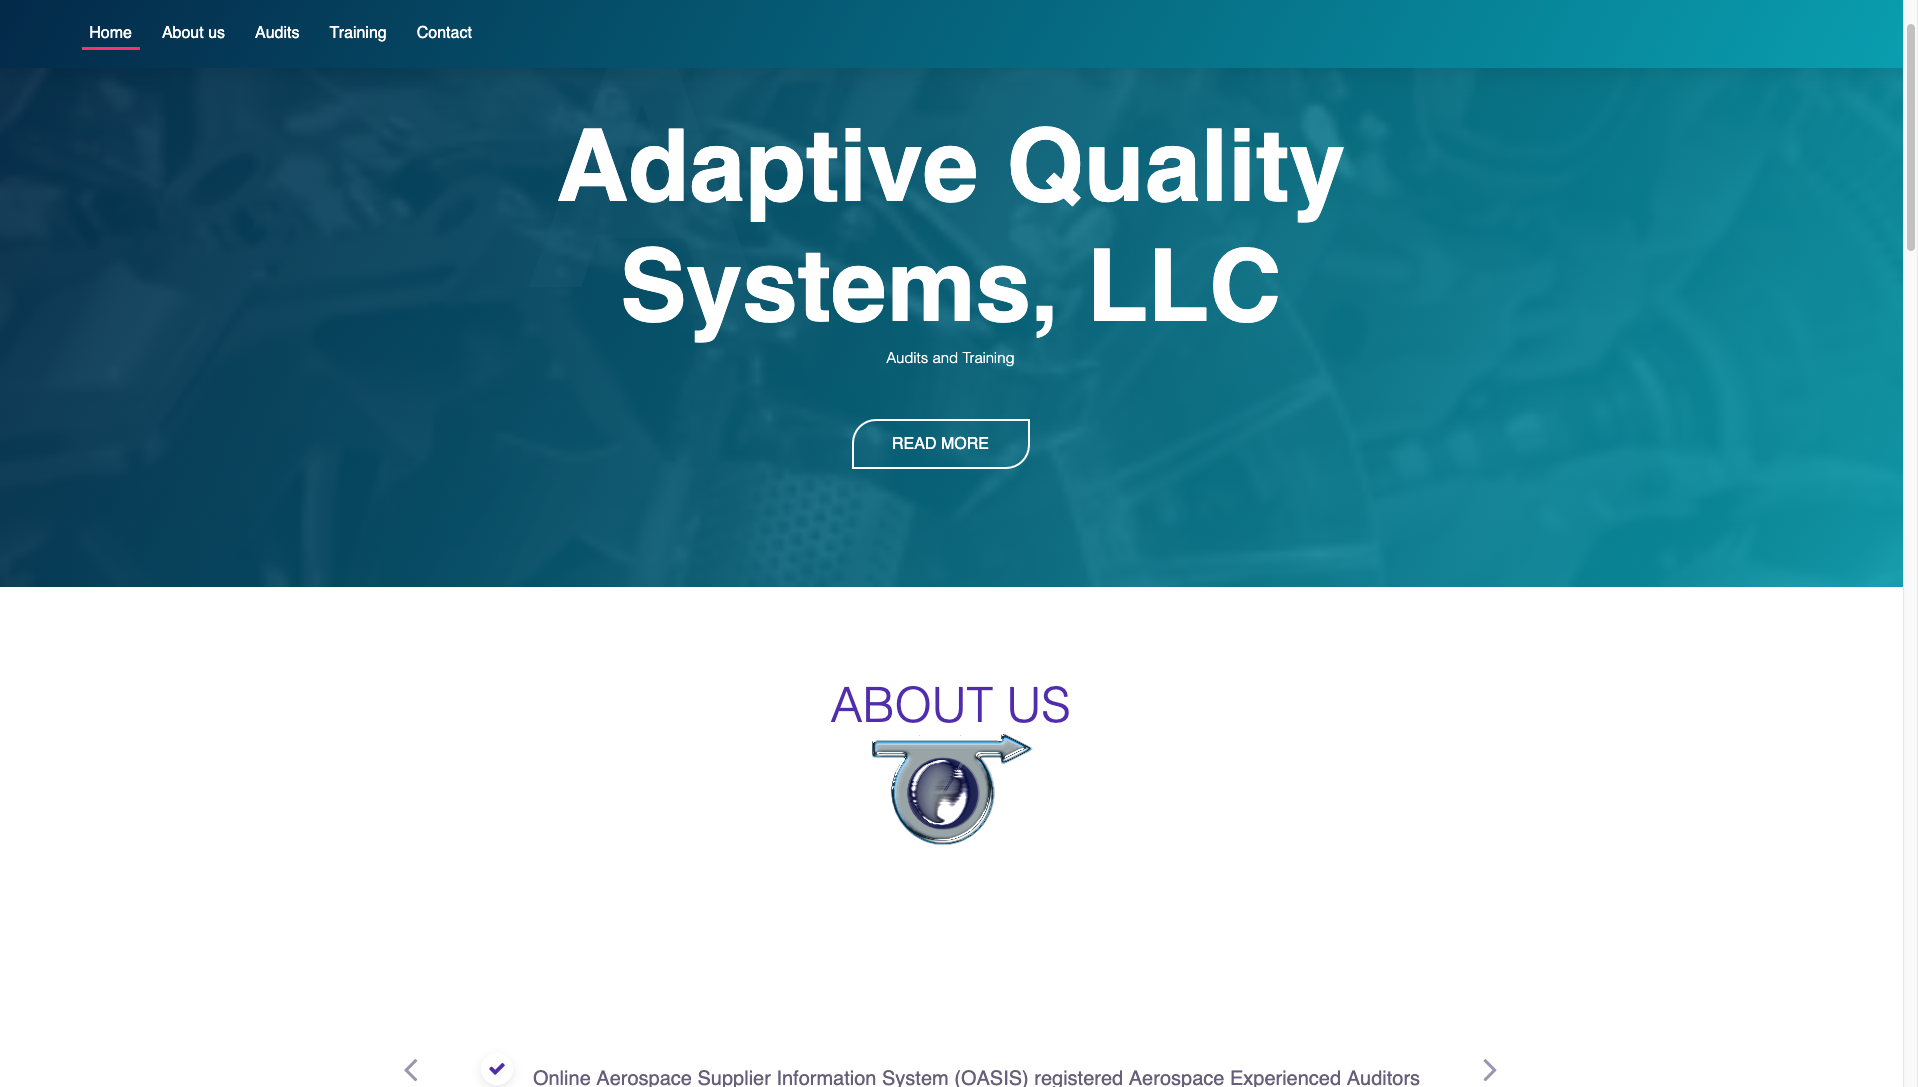 Home About us Audits Training Contact
Adaptive Quality
Systems, LLC
Audits and Training
READ MORE
ABOUT US
Online Aerospace Supplier Information System (OASIS) registered Aerospace Experienced Auditors